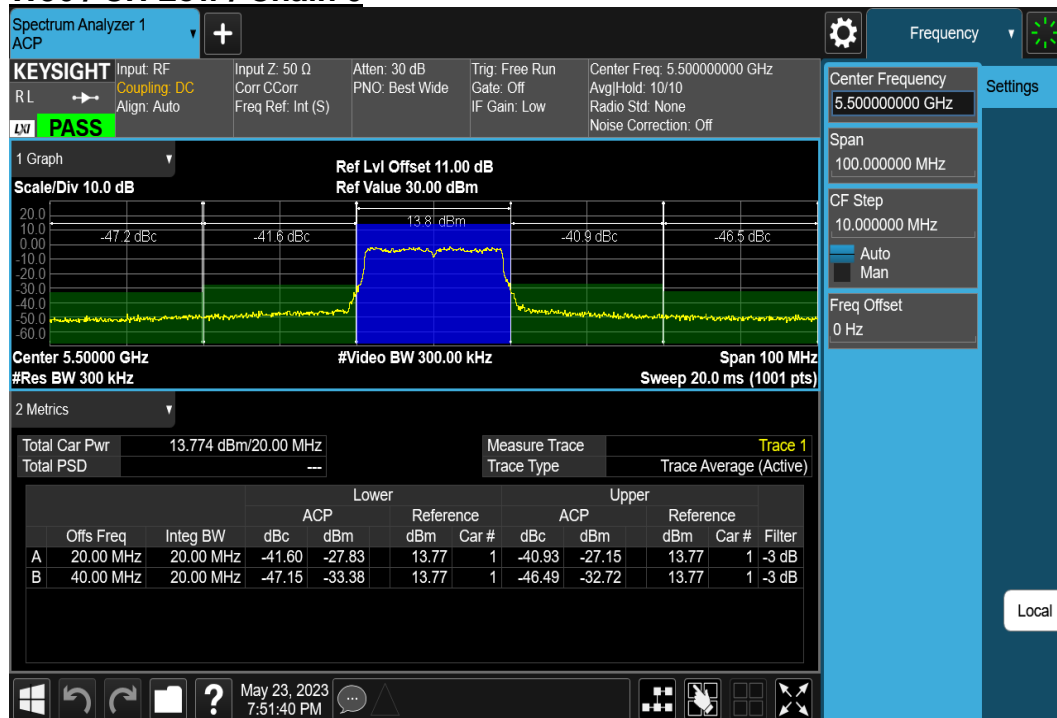 Spectrum Analyzer 1
ACP
Frequency
KEYSIGHT
RL
LXI
PASS
Input: RF
Coupling: DC
Align: Auto
Input Z: 50 Ω
Corr CCorr
Freq Ref: Int (S)
Atten: 30 dB
PNO: Best Wide
Trig: Free Run
Gate: Off
IF Gain: Low
Center Freq: 5.500000000 GHz
Avg|Hold: 10/10
Radio Std: None
Noise Correction: Off
Center Frequency
5.500000000 GHz
Settings
Span
100.000000 MHz
CF Step
10.000000 MHz
Auto
Man
Freq Offset
0 Hz
1 Graph
Scale/Div 10.0 dB
Ref Lvl Offset 11.00 dB
Ref Value 30.00 dBm
20.0
10.0
0.00
-10.0
-20.0
-30.0
-40.0
-50.0
-60.0
-47.2 dBc -41.6 dBc 13.8 dBm -40.9 dBc -46.5 dBc
Center 5.50000 GHz #Video BW 300.00 kHz Span 100 MHz
#Res BW 300 kHz Sweep 20.0 ms (1001 pts)
2 Metrics
Total Car Pwr 13.774 dBm/20.00 MHz Measure Trace Trace 1
Total PSD --- Trace Type Trace Average (Active)
Lower Upper
ACP Reference ACP Reference
Offs Freq Integ BW dBc dBm dBm Car # dBc dBm dBm Car # Filter
A 20.00 MHz 20.00 MHz -41.60 -27.83 13.77 1 -40.93 -27.15 13.77 1 -3 dB
B 40.00 MHz 20.00 MHz -47.15 -33.38 13.77 1 -46.49 -32.72 13.77 1 -3 dB
Local
?
May 23, 2023
7:51:40 PM